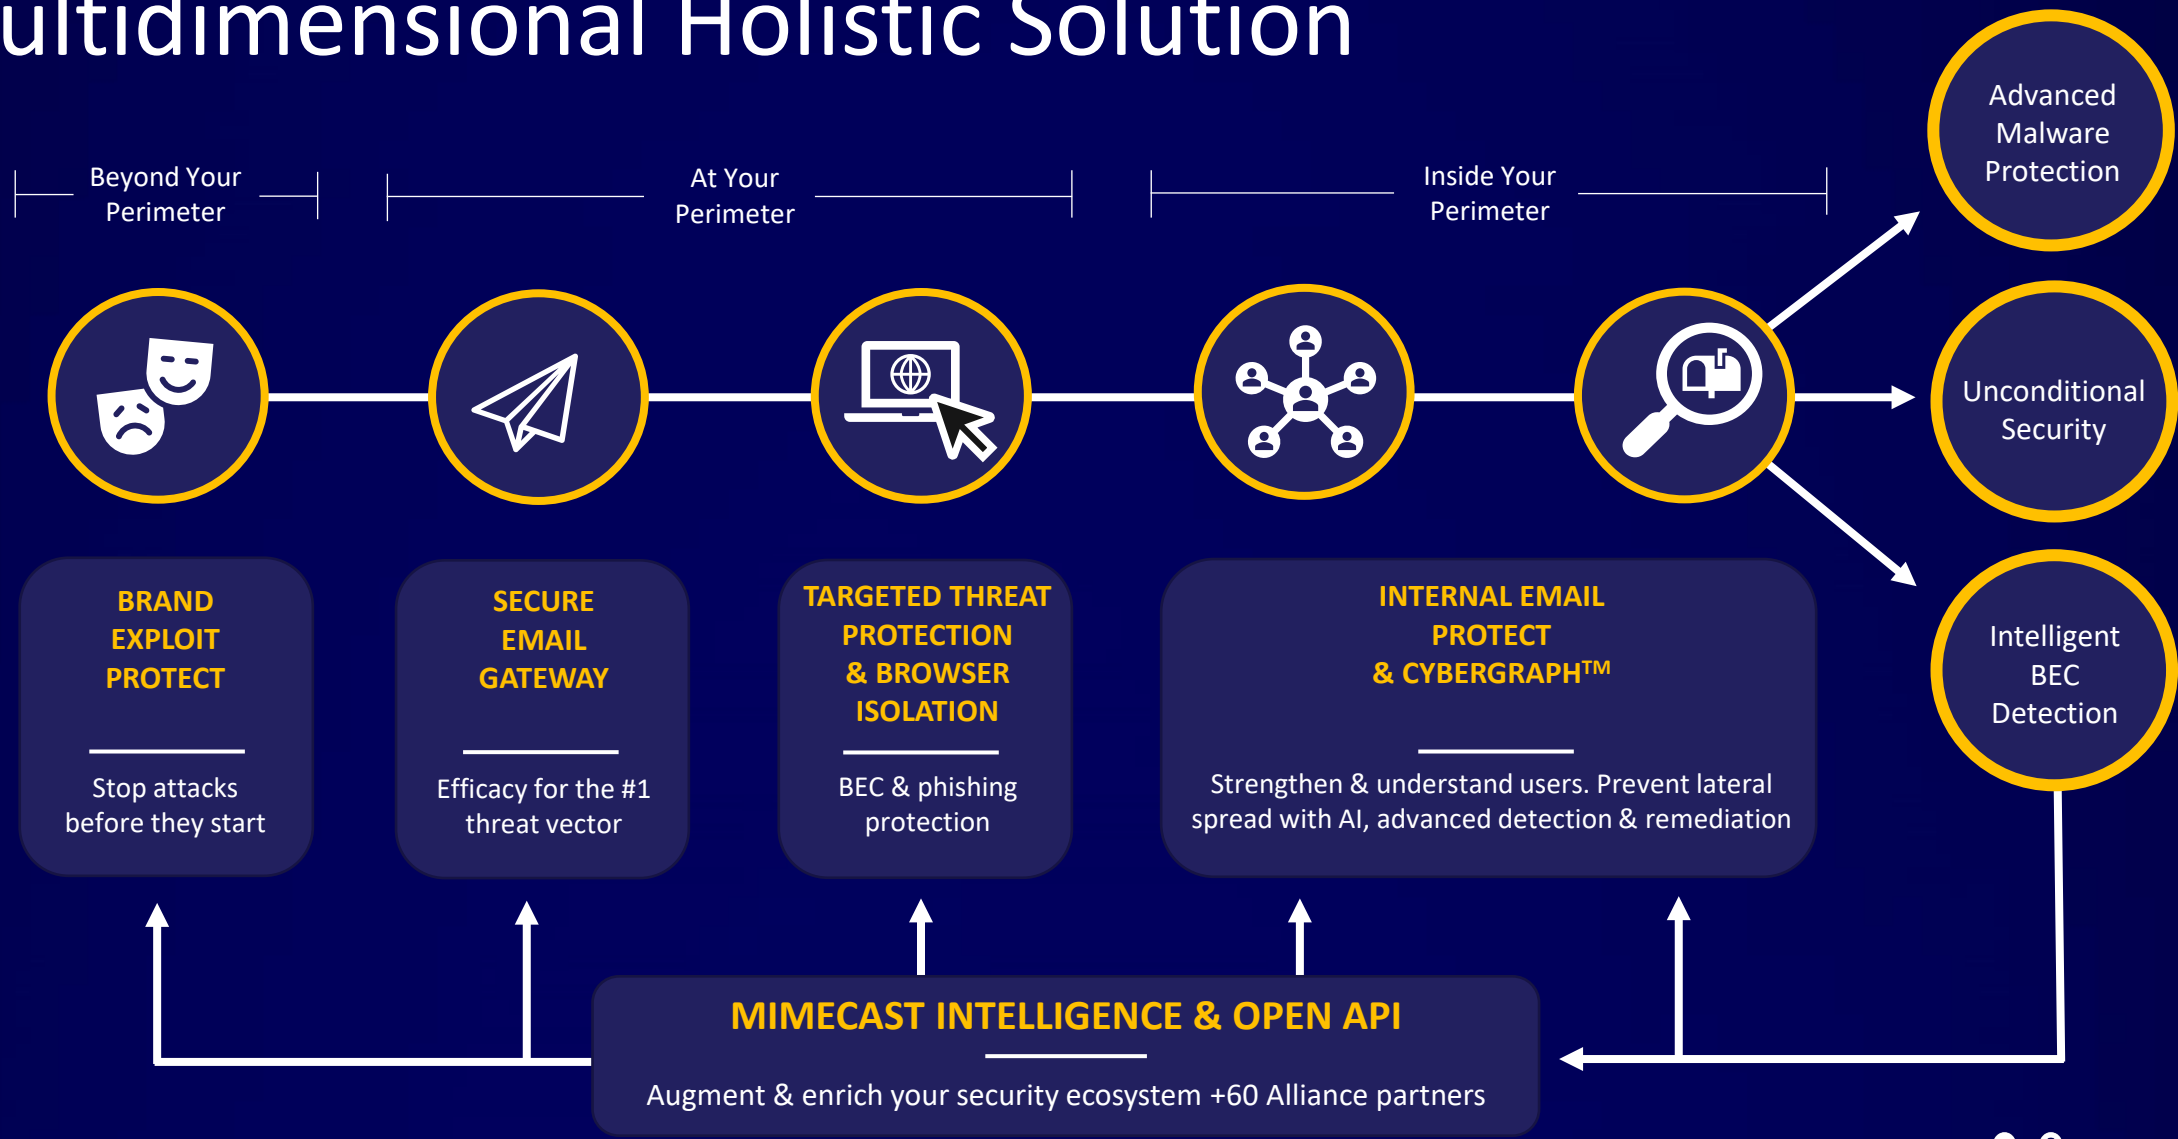 ultidimensional Holistic Solution
Beyond Your
Perimeter
At Your
Perimeter
Inside Your
Perimeter
Advanced
Malware
Protection
Unconditional
Security
Intelligent
BEC
Detection
BRAND
EXPLOIT
PROTECT
Stop attacks
before they start
SECURE
EMAIL
GATEWAY
Efficacy for the #1
threat vector
TARGETED THREAT
PROTECTION
& BROWSER
ISOLATION
BEC & phishing
protection
INTERNAL EMAIL
PROTECT
& CYBERGRAPH™
Strengthen & understand users. Prevent lateral
spread with AI, advanced detection & remediation
MIMECAST INTELLIGENCE & OPEN API
Augment & enrich your security ecosystem +60 Alliance partners